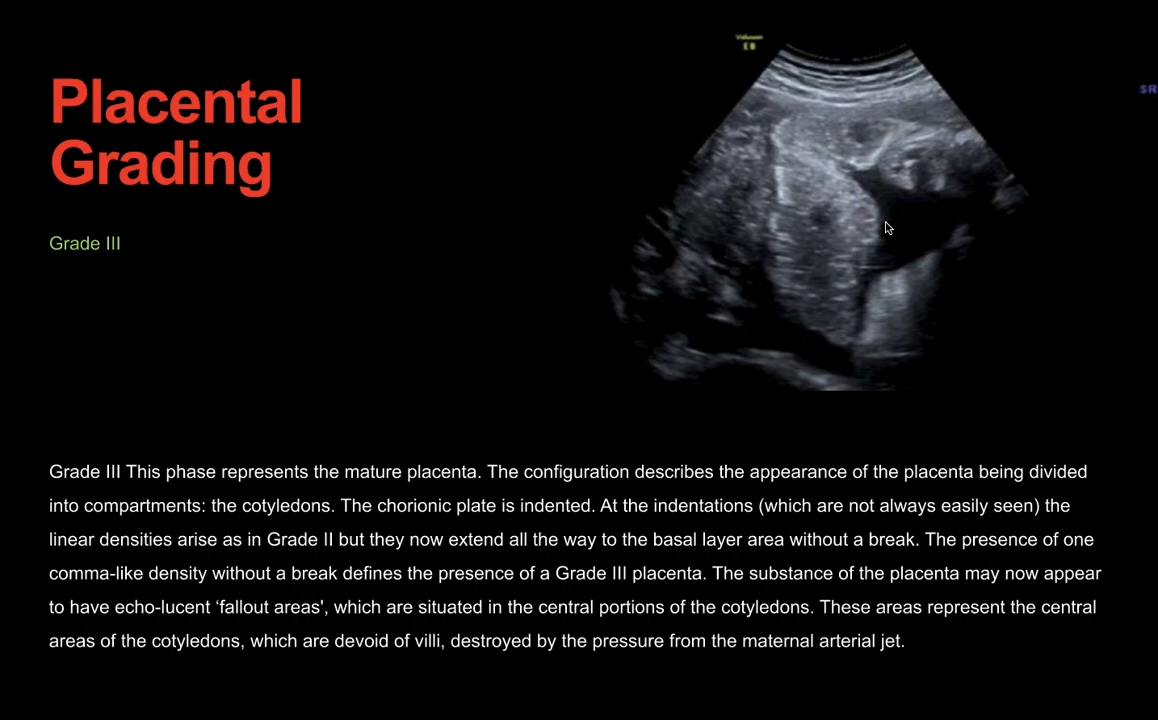 Voluson
E8
SR
Placental
Grading
Grade III
Grade III This phase represents the mature placenta. The configuration describes the appearance of the placenta being divided
into compartments: the cotyledons. The chorionic plate is indented. At the indentations (which are not always easily seen) the
linear densities arise as in Grade II but they now extend all the way to the basal layer area without a break. The presence of one
comma-like density without a break defines the presence of a Grade III placenta. The substance of the placenta may now appear
to have echo-lucent ‘fallout areas', which are situated in the central portions of the cotyledons. These areas represent the central
areas of the cotyledons, which are devoid of villi, destroyed by the pressure from the maternal arterial jet.